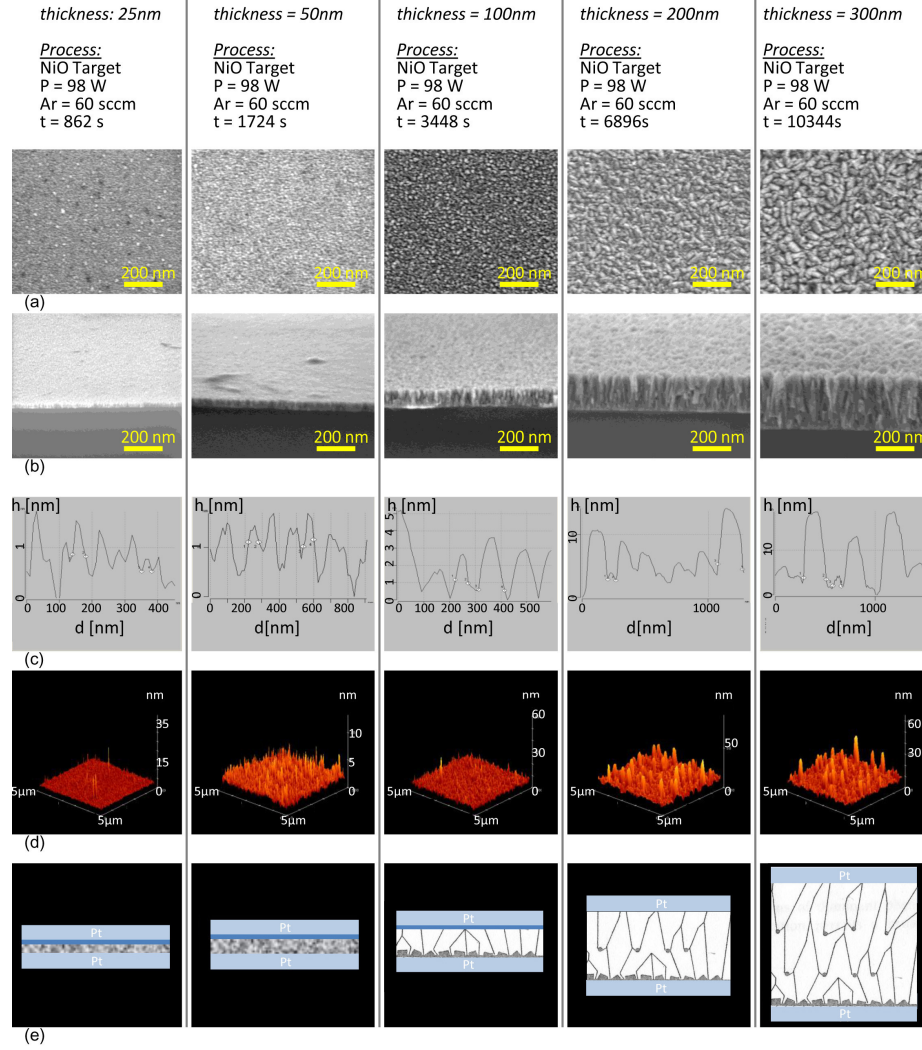 thickness: 25nm
thickness = 50nm
thickness = 100nm
thickness = 200nm
thickness = 300nm
Process:
NiO Target
P = 98 W
Ar = 60 sccm
t = 862 s
Process:
NiO Target
P = 98 W
Ar = 60 sccm
t = 1724 s
Process:
NiO Target
P = 98 W
Ar = 60 sccm
t = 3448 s
Process:
NiO Target
P = 98 W
Ar = 60 sccm
t = 6896s
Process:
NiO Target
P = 98 W
Ar = 60 sccm
t = 10344s
200 nm
200 nm
200 nm
200 nm
200 nm
(a)
200 nm
200 nm
200 nm
200 nm
200 nm
(b)
h [nm]
1
0
0 100 200 300 400
d [nm]
h [nm]
1
0
0 200 400 600 800
d [nm]
h [nm]
5
4
3
2
1
0
0 100 200 300 400 500
d [nm]
h [nm]
10
0
0 1000
d[nm]
h [nm]
10
0
0 1000
d[nm]
(c)
nm
35
15
0
5µm
5µm
nm
10
5
0
5µm
5µm
nm
60
30
0
5µm
5µm
nm
50
0
5µm
5µm
nm
60
30
0
5µm
5µm
(d)
Pt
Pt
Pt
Pt
Pt
Pt
Pt
Pt
Pt
Pt
(e)